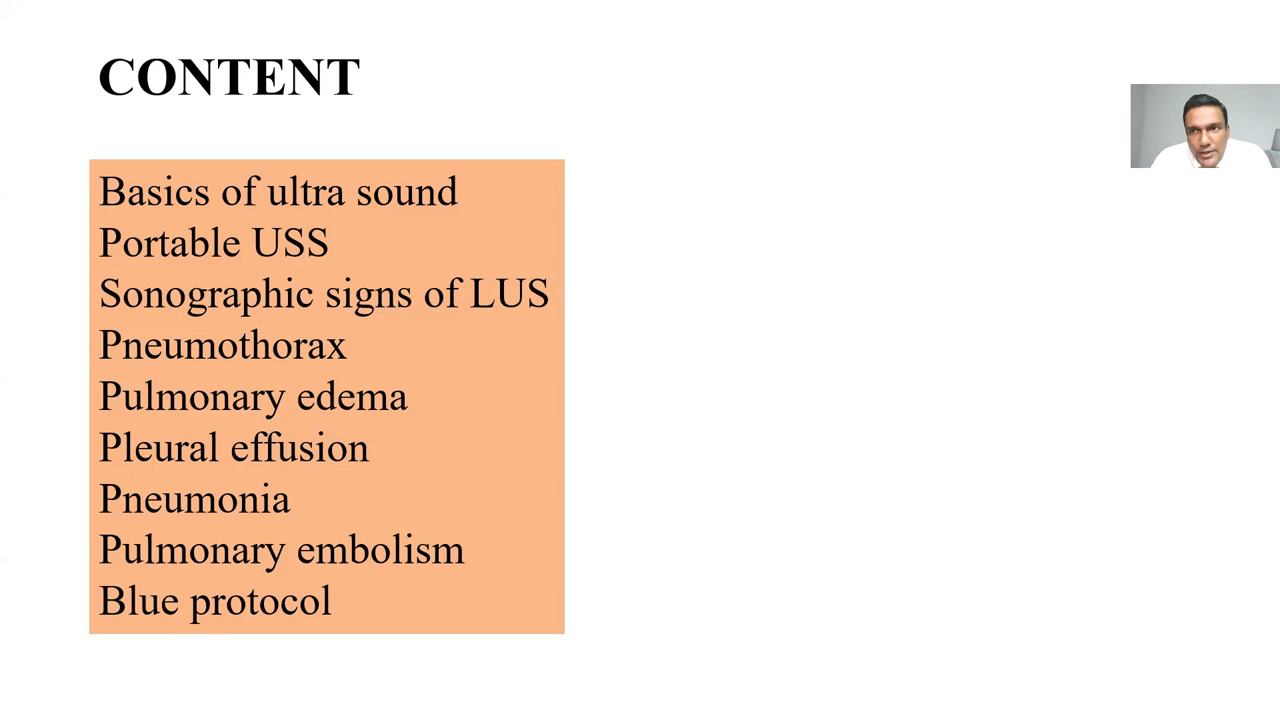 CONTENT
Basics of ultra sound
Portable USS
Sonographic signs of LUS
Pneumothorax
Pulmonary edema
Pleural effusion
Pneumonia
Pulmonary embolism
Blue protocol